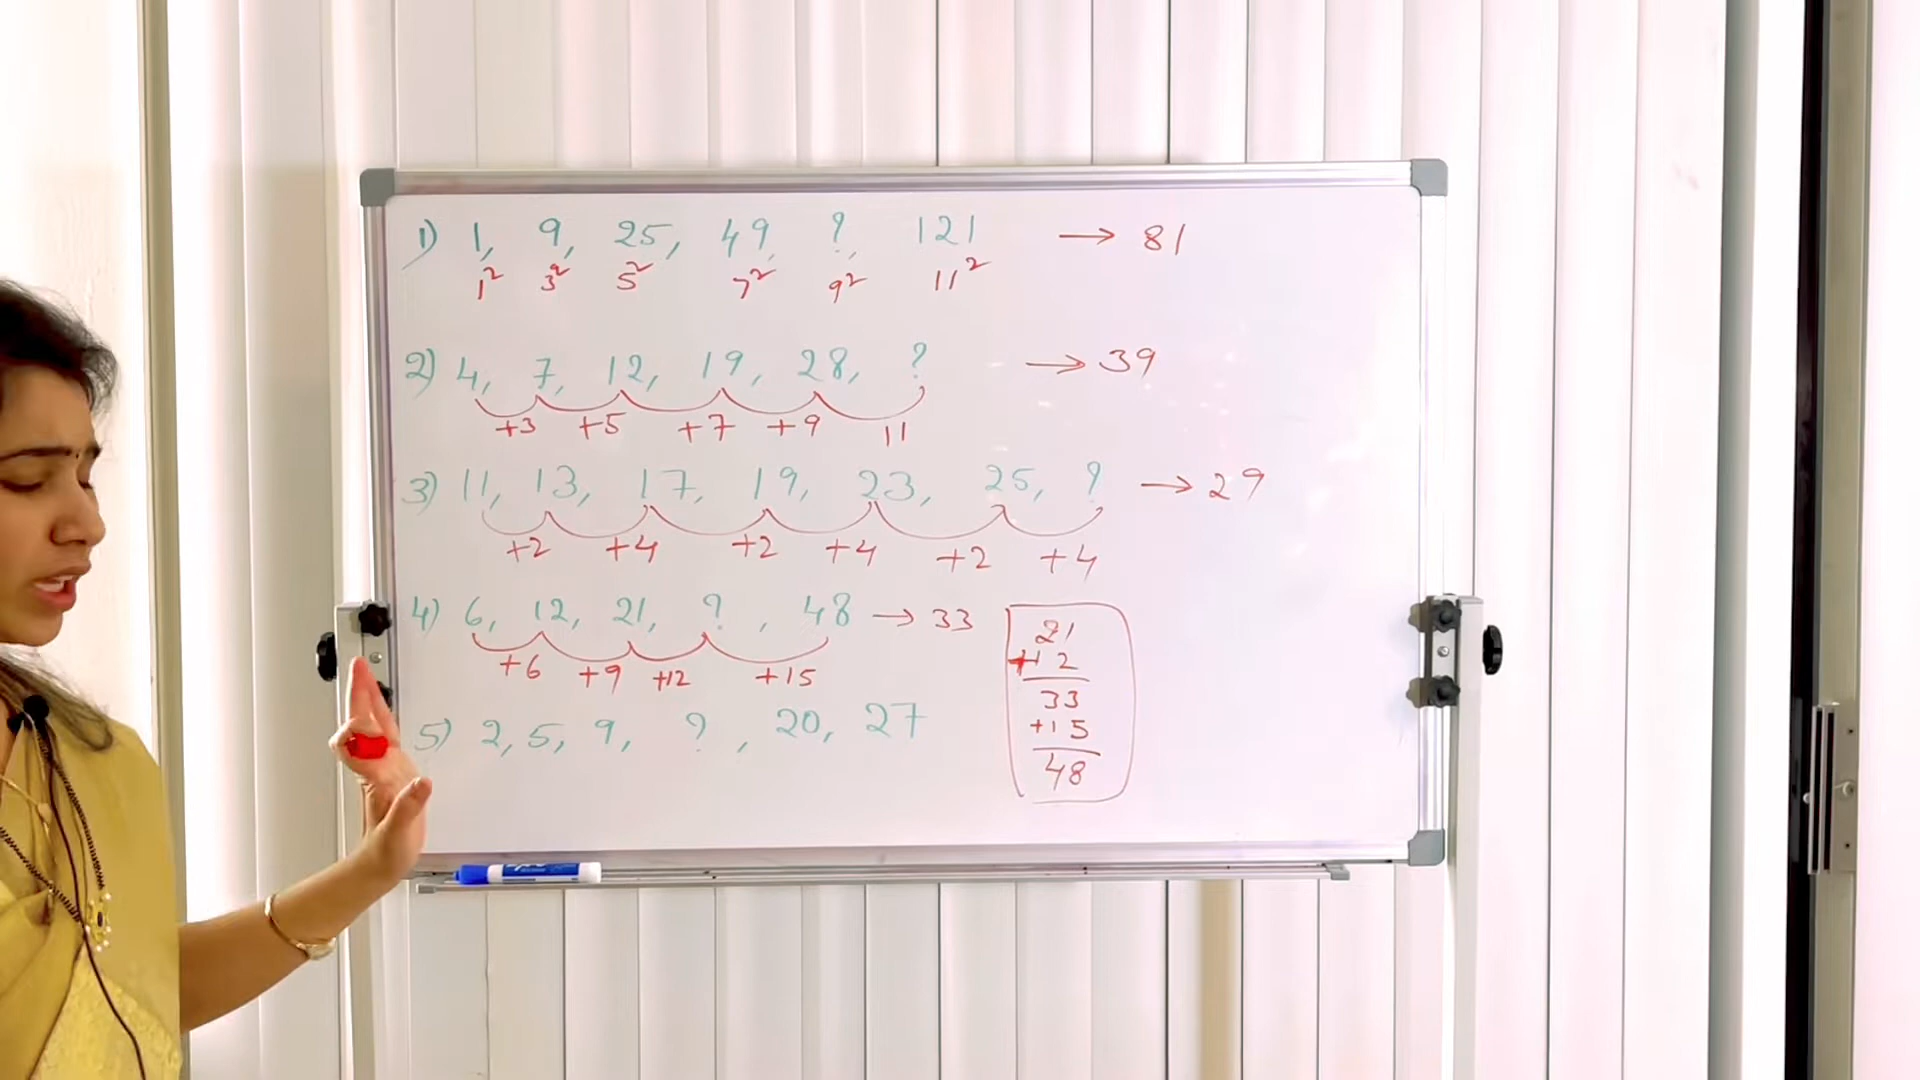 1) 1, 9, 25, 49, ?, 121 → 81
1² 3² 5² 7² 9² 11²
2) 4, 7, 12, 19, 28, ? → 39
+3 +5 +7 +9 11
3) 11, 13, 17, 19, 23, 25, ? → 29
+2 +4 +2 +4 +2 +4
4) 6, 12, 21, ?, 48 → 33
+6 +9 +12 +15
5) 2, 5, 9, ?, 20, 27
21
+12
33
+15
48